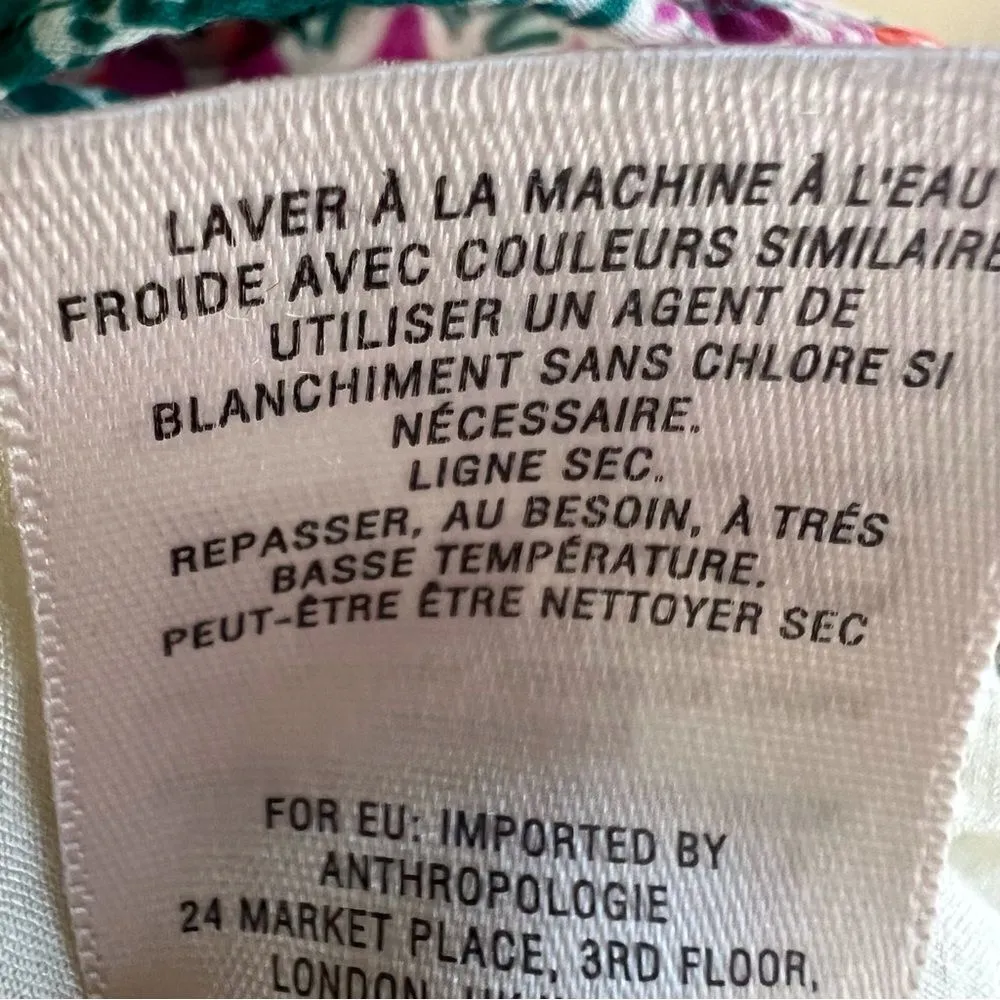 LAVER À LA MACHINE À L'EAU
FROIDE AVEC COULEURS SIMILAIRE
UTILISER UN AGENT DE
BLANCHIMENT SANS CHLORE SI
NÉCESSAIRE.
LIGNE SEC.
REPASSER, AU BESOIN, À TRÉS
BASSE TEMPÉRATURE.
PEUT-ÊTRE ÊTRE NETTOYER SEC
FOR EU: IMPORTED BY
ANTHROPOLOGIE
24 MARKET PLACE, 3RD FLOOR,
LONDON